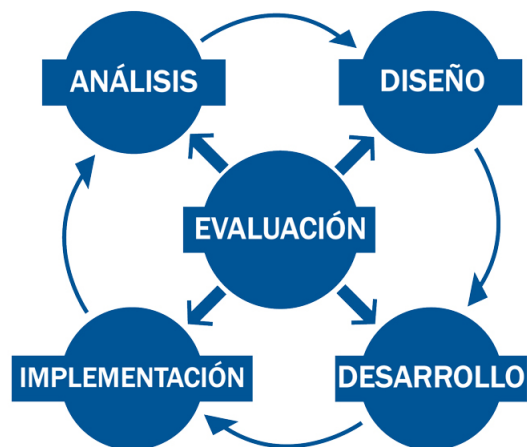 ANÁLISIS
DISEÑO
EVALUACIÓN
IMPLEMENTACIÓN
DESARROLLO